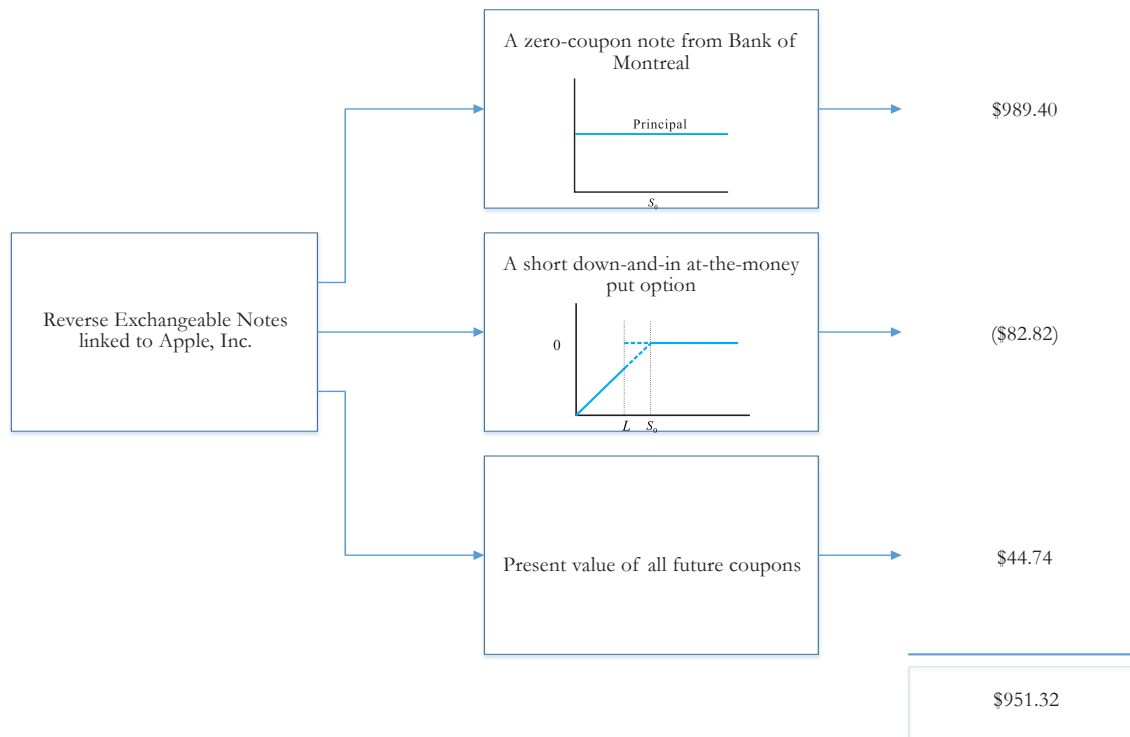 A zero-coupon note from Bank of
Montreal
Principal
S₀
$989.40
Reverse Exchangeable Notes
linked to Apple, Inc.
A short down-and-in at-the-money
put option
0
L S₀
($82.82)
Present value of all future coupons
$44.74
$951.32